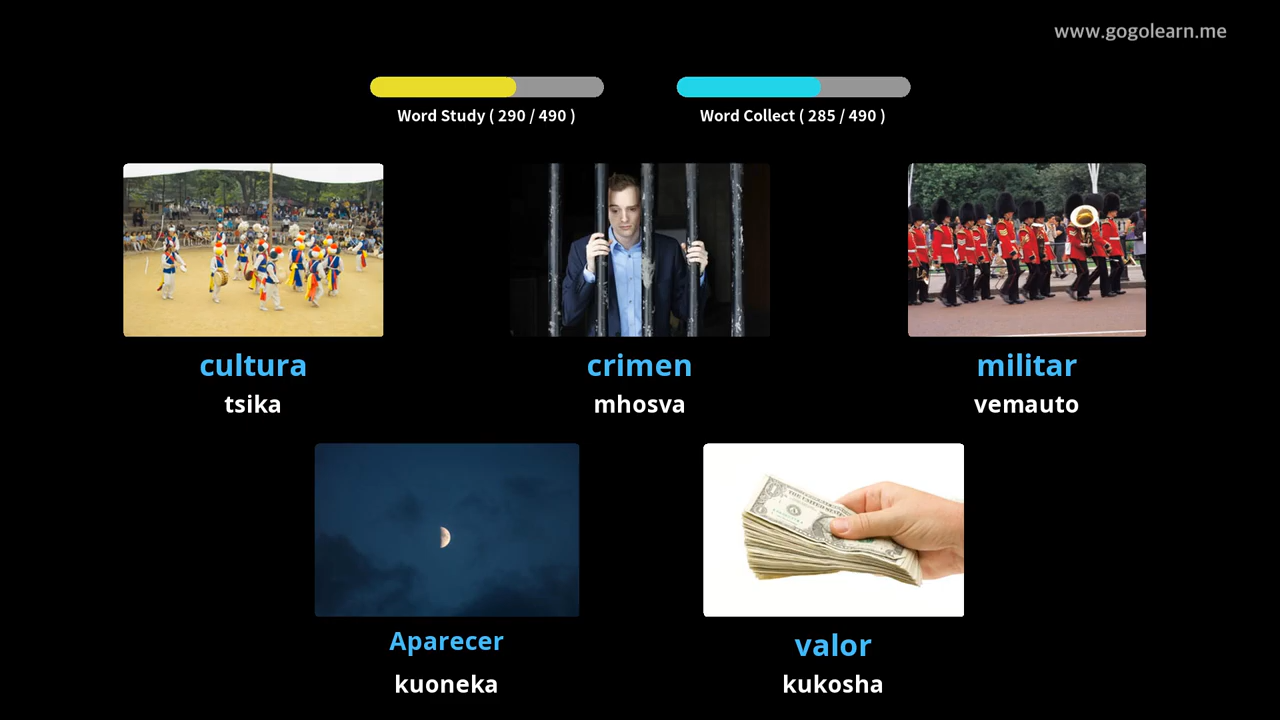 www.gogolearn.me
Word Study ( 290 / 490 )
Word Collect ( 285 / 490 )
cultura
tsika
crimen
mhosva
militar
vemauto
Aparecer
kuoneka
valor
kukosha